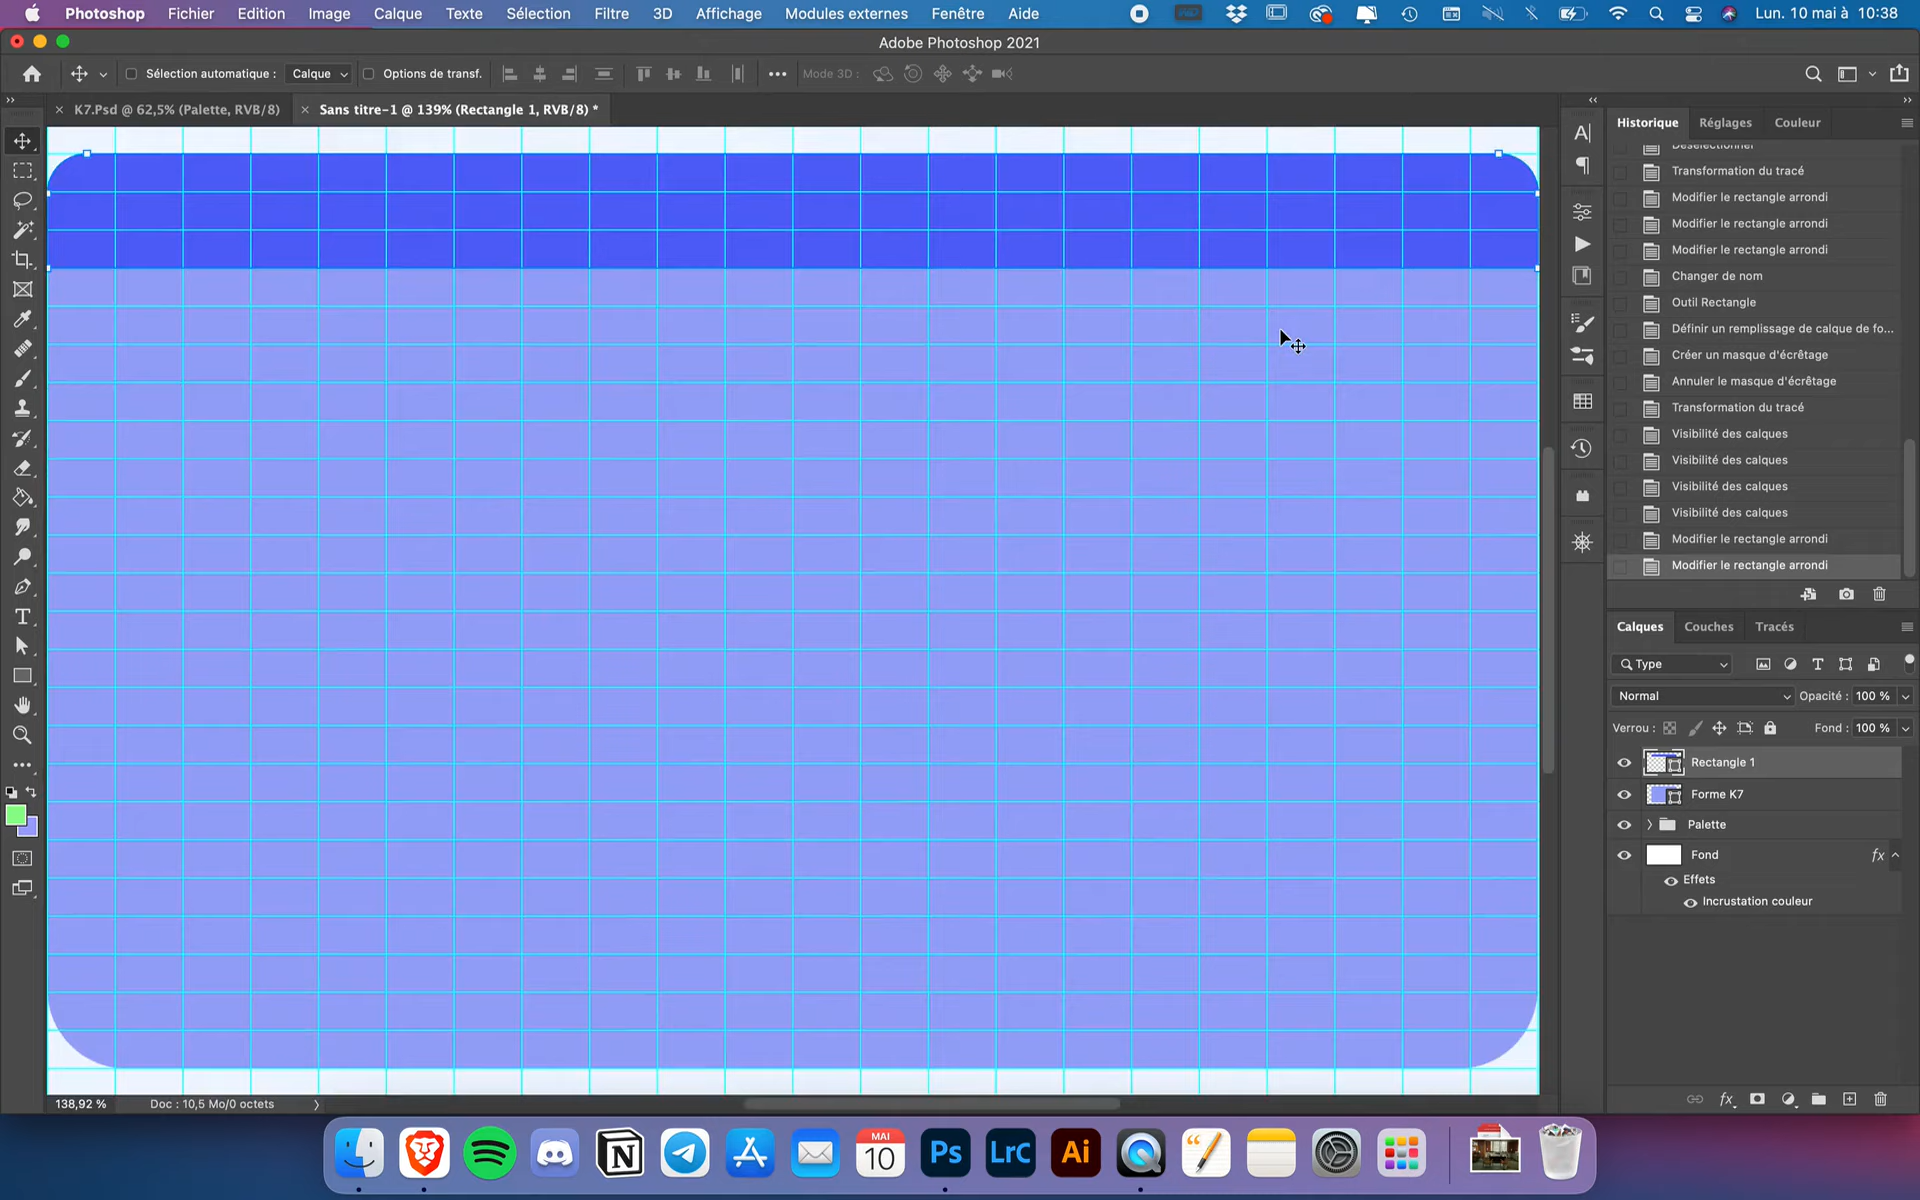 Photoshop Fichier Edition Image Calque Texte Sélection Filtre 3D Affichage Modules externes Fenêtre Aide Lun. 10 mai à 10:38
Adobe Photoshop 2021
Sélection automatique : Calque Options de transf. Mode 3D :
K7.Psd @ 62,5% (Palette, RVB/8) Sans titre-1 @ 139% (Rectangle 1, RVB/8) *
Historique Réglages Couleur
Désélectionner
Transformation du tracé
Modifier le rectangle arrondi
Modifier le rectangle arrondi
Modifier le rectangle arrondi
Changer de nom
Outil Rectangle
Définir un remplissage de calque de fo...
Créer un masque d'écrêtage
Annuler le masque d'écrêtage
Transformation du tracé
Visibilité des calques
Visibilité des calques
Visibilité des calques
Visibilité des calques
Modifier le rectangle arrondi
Modifier le rectangle arrondi
Calques Couches Tracés
Type
Normal Opacité : 100 %
Verrou : Fond : 100 %
Rectangle 1
Forme K7
Palette
Fond fx
Effets
Incrustation couleur
138,92 % Doc : 10,5 Mo/0 octets
fx
MAI
10
Ps LrC Ai